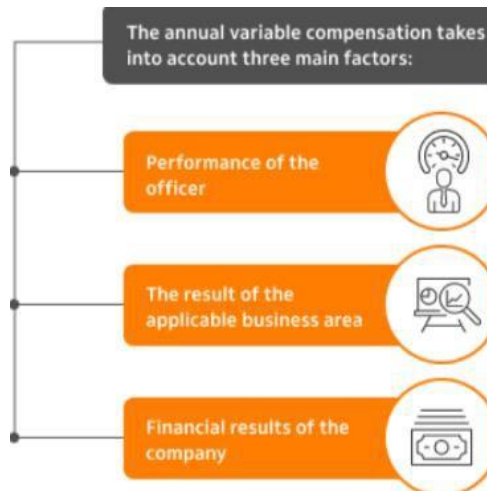 The annual variable compensation takes
into account three main factors:
Performance of the
officer
The result of the
applicable business area
Financial results of the
company